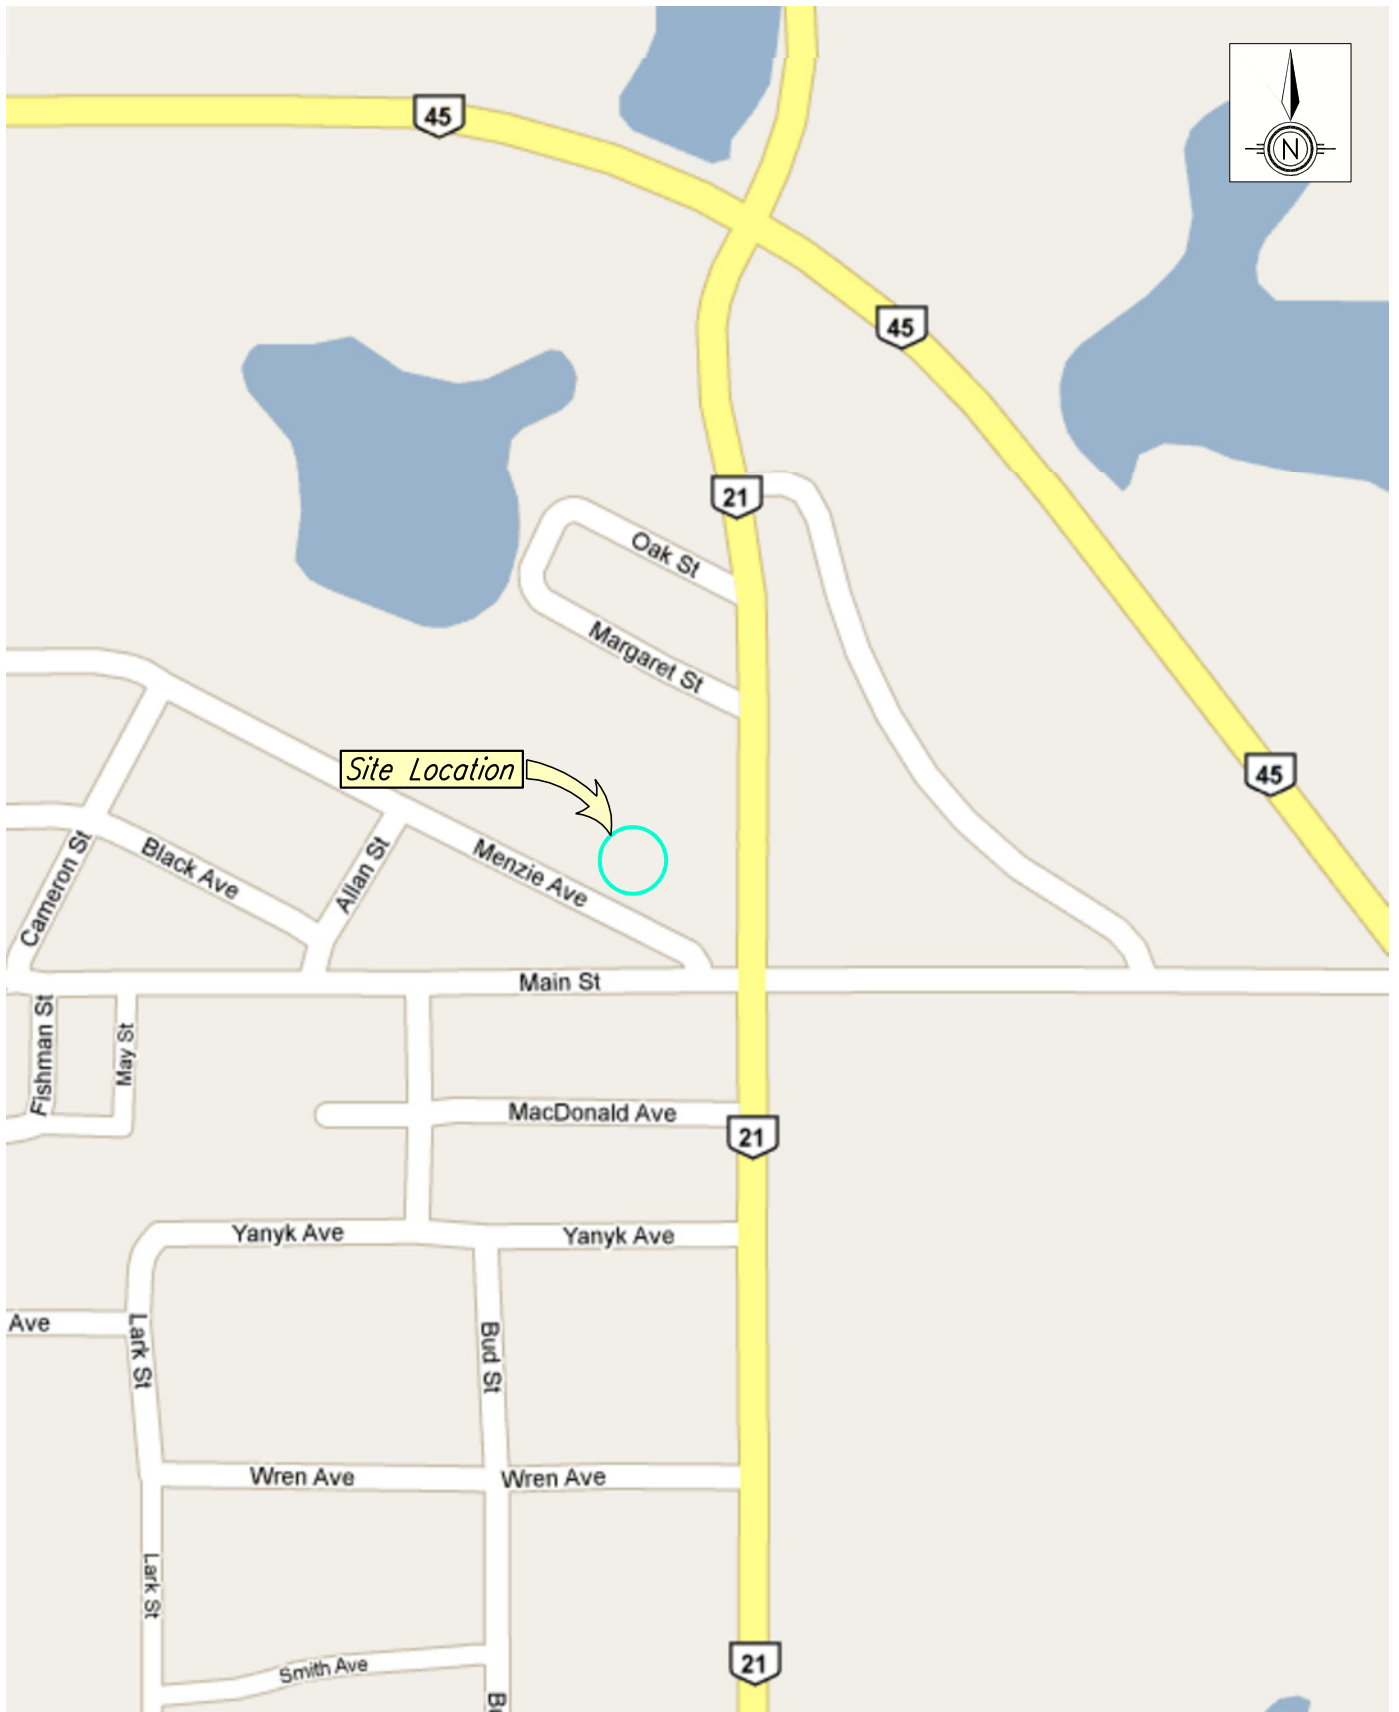 45
N
45
21
Oak St
Margaret St
Site Location
45
Cameron St
Black Ave
Allan St
Menzie Ave
Main St
Fishman St
May St
MacDonald Ave
21
Yanyk Ave
Yanyk Ave
Ave
Lark St
Bud St
Wren Ave
Wren Ave
Lark St
Smith Ave
21